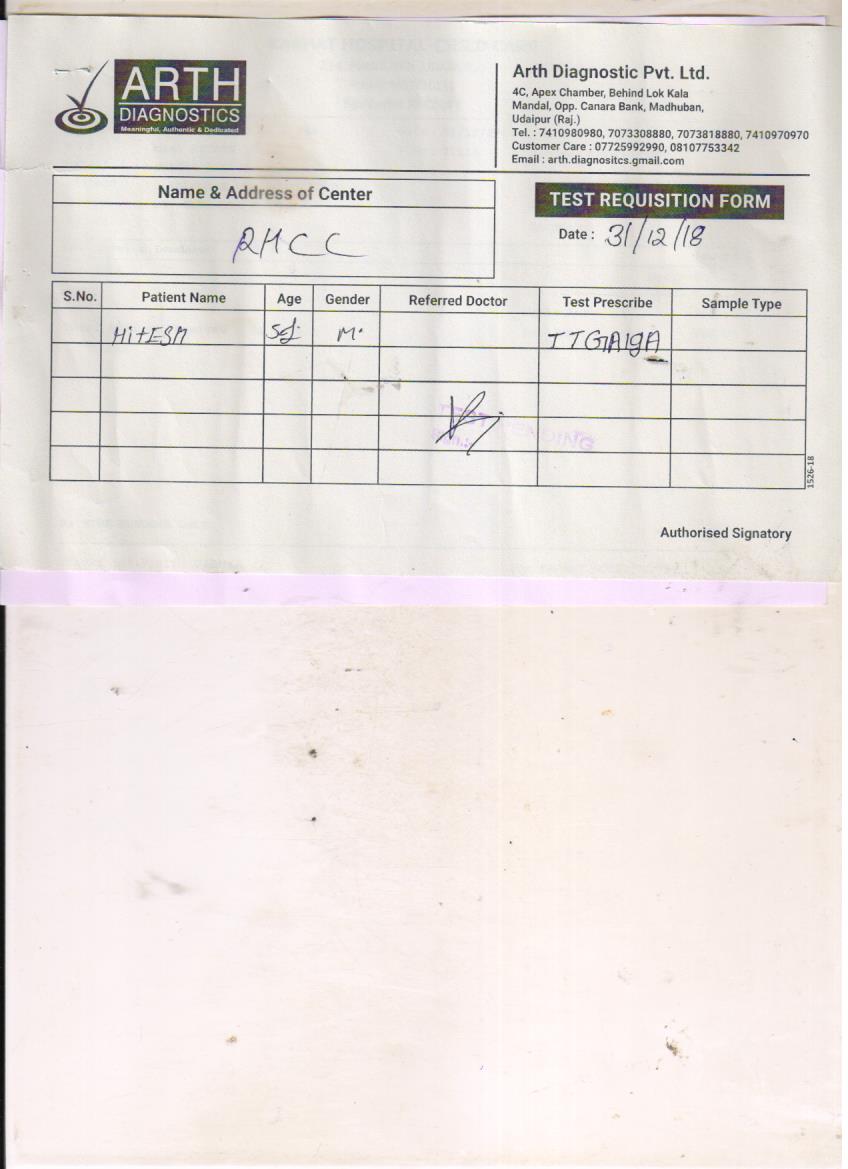 ARTH
DIAGNOSTICS
Meaningful, Authentic & Dedicated
Arth Diagnostic Pvt. Ltd.
4C, Apex Chamber, Behind Lok Kala
Mandal, Opp. Canara Bank, Madhuban,
Udaipur (Raj.)
Tel. : 7410980980, 7073308880, 7073818880, 7410970970
Customer Care : 07725992990, 08107753342
Email : arth.diagnositcs.gmail.com
Name & Address of Center
RMCC
TEST REQUISITION FORM
Date : 31/12/18
S.No. Patient Name Age Gender Referred Doctor Test Prescribe Sample Type
HiTESH M. TTGAIgA
TEST PENDING
1526-18
Authorised Signatory